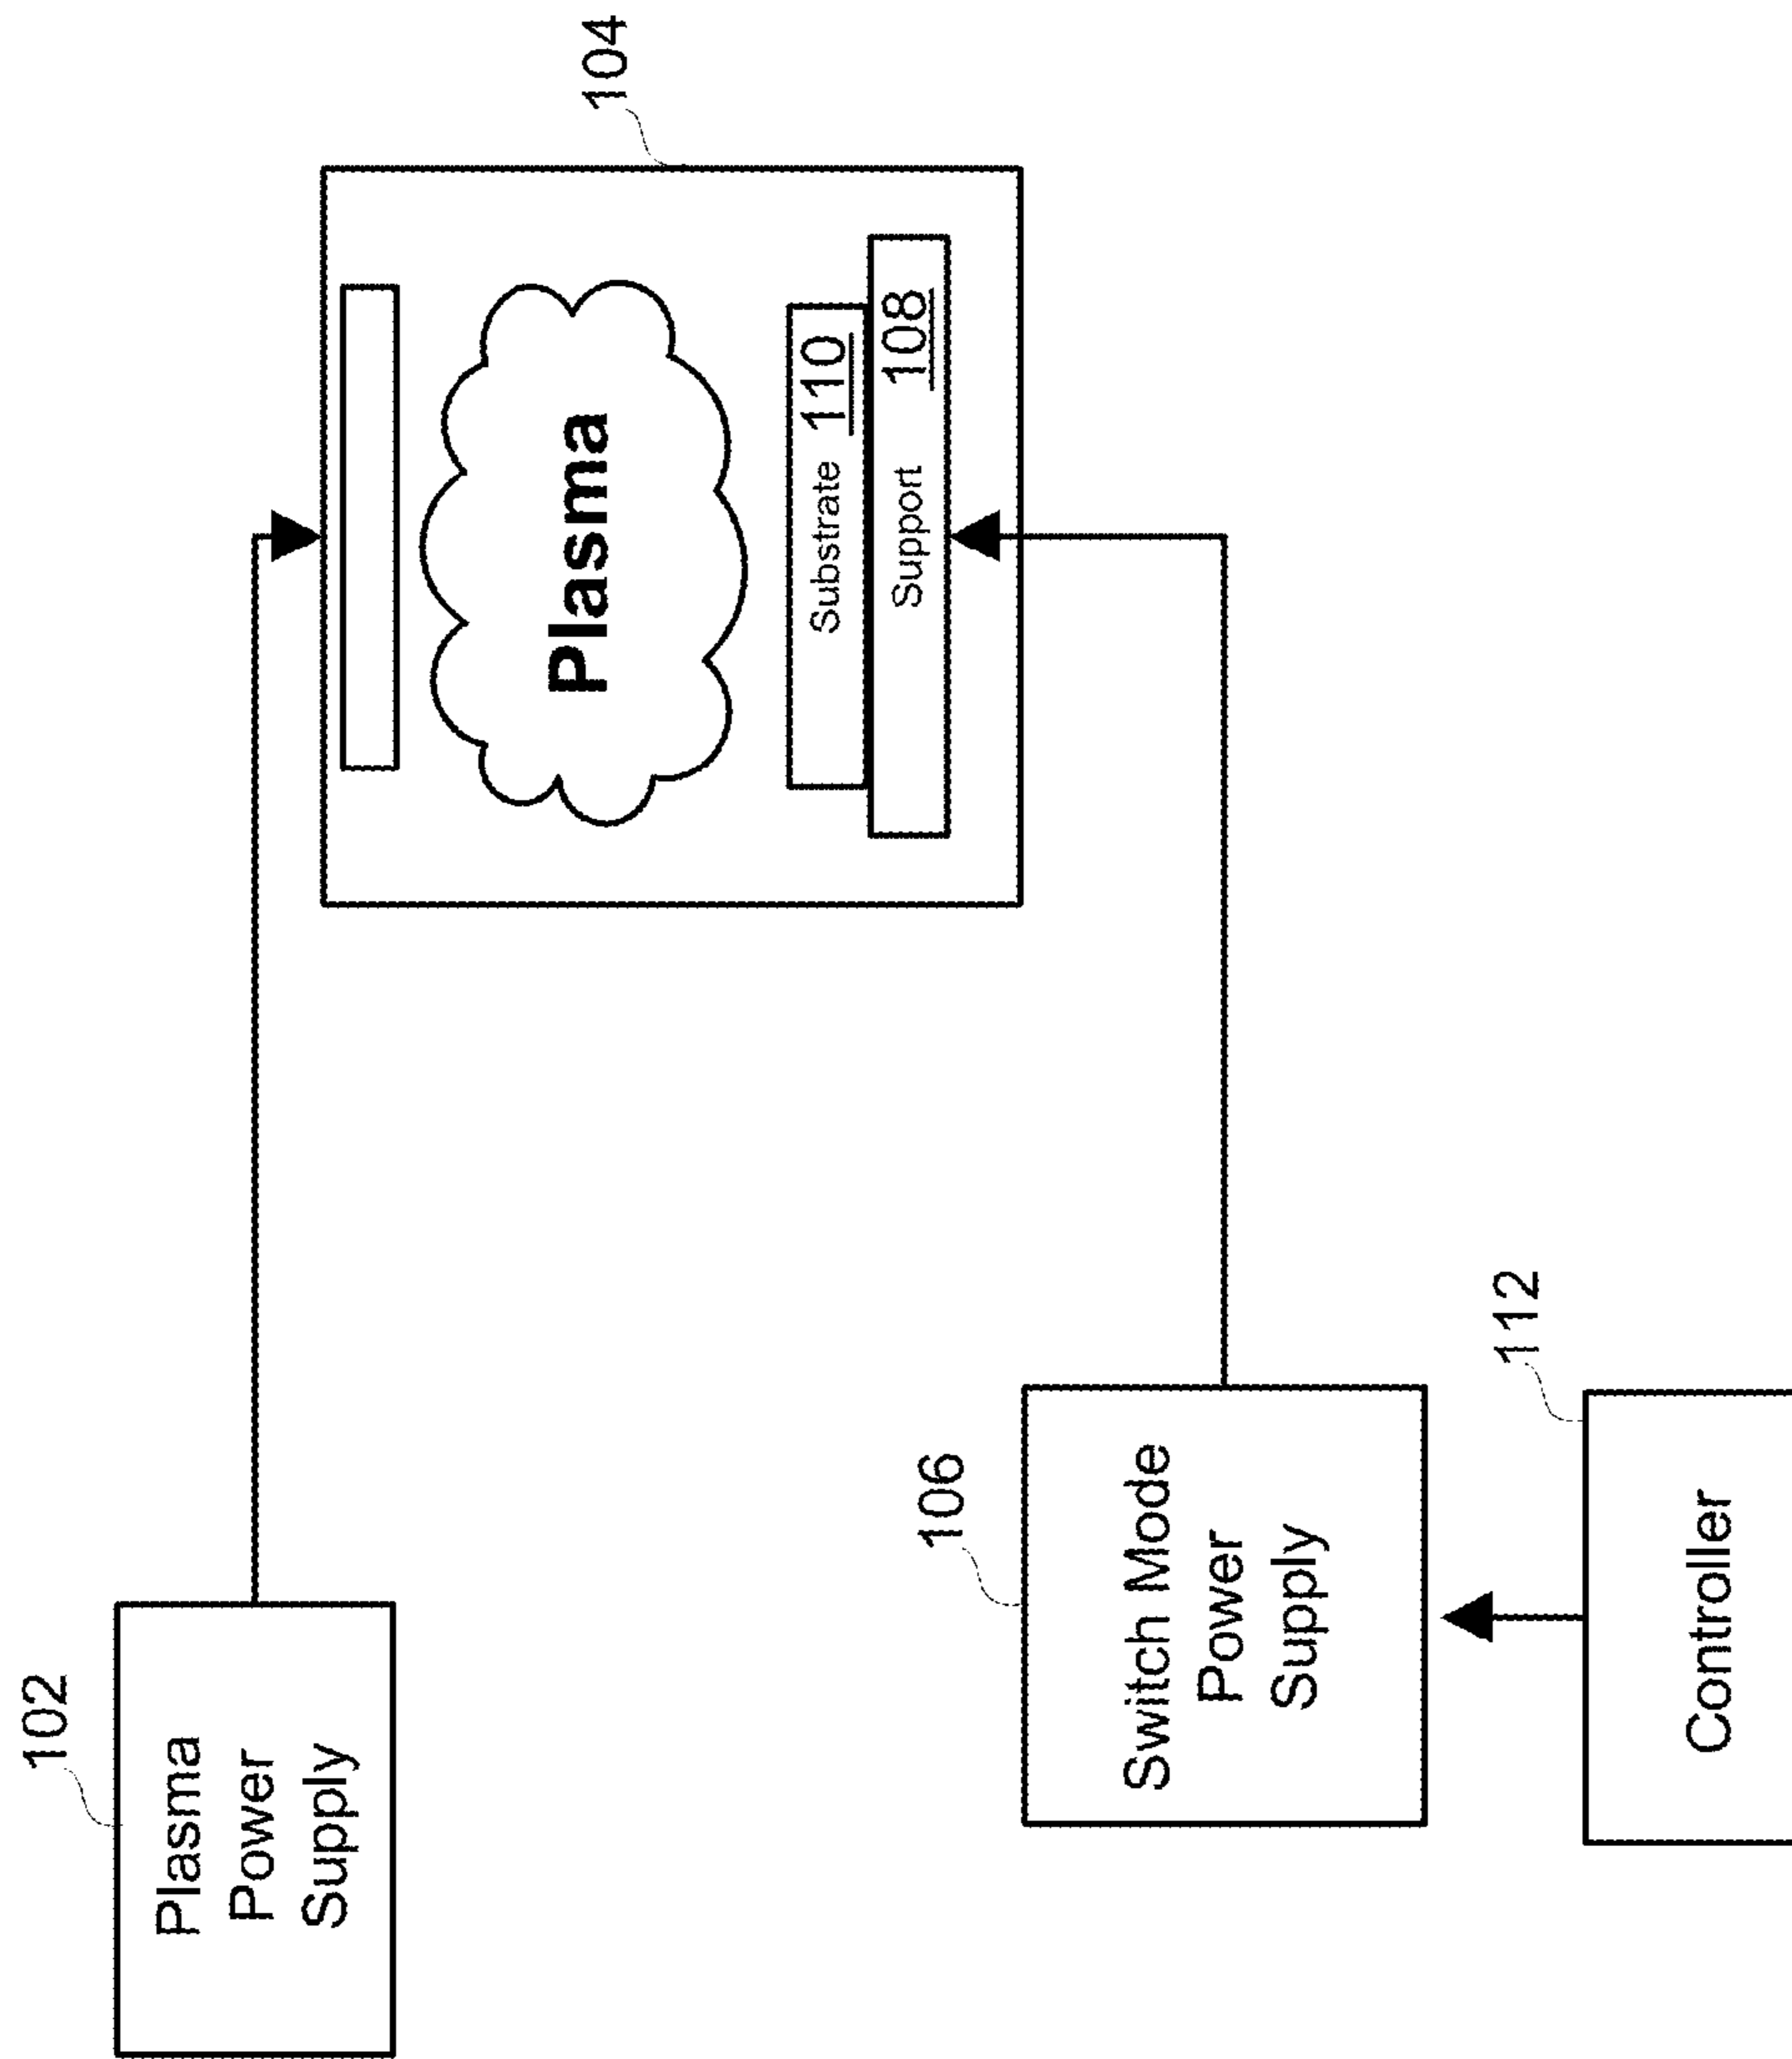 102
Plasma
Power
Supply
104
Plasma
Substrate 110
Support 108
106
Switch Mode
Power
Supply
112
Controller